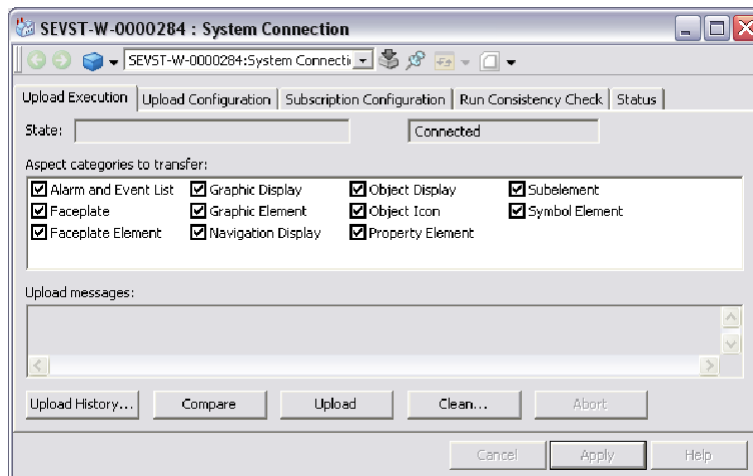 SEVST-W-0000284 : System Connection
SEVST-W-0000284:System Connecti
Upload Execution Upload Configuration Subscription Configuration Run Consistency Check Status
State: Connected
Aspect categories to transfer:
Alarm and Event List Graphic Display Object Display Subelement
Faceplate Graphic Element Object Icon Symbol Element
Faceplate Element Navigation Display Property Element
Upload messages:
Upload History... Compare Upload Clean... Abort
Cancel Apply Help